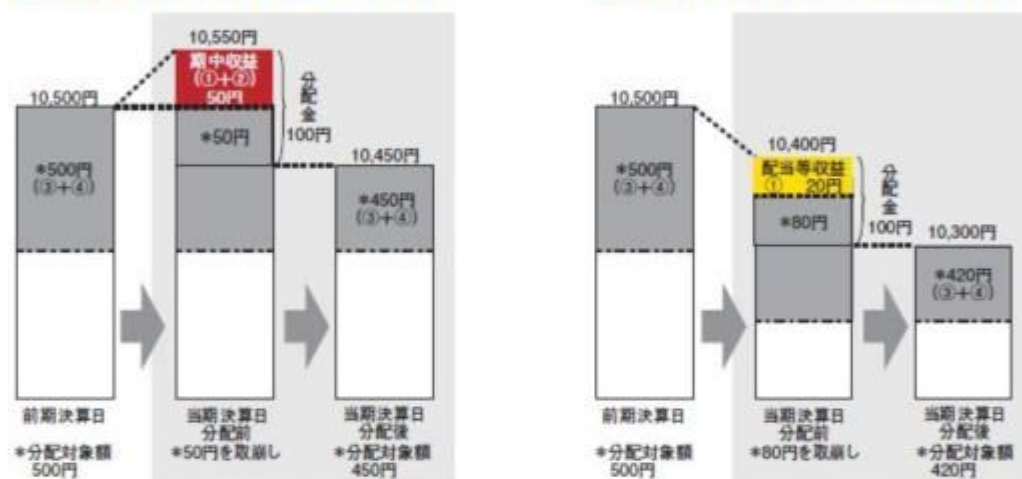 10,550円
期中収益
(①+②)
50円
10,500円
*500円
(③+④)
*50円
分配金
100円
10,450円
*450円
(③+④)
前期決算日
当期決算日
分配前
当期決算日
分配後
*分配対象額
500円
*50円を取崩し
*分配対象額
450円
10,500円
*500円
(③+④)
10,400円
配当等収益
① 20円
*80円
分配金
100円
10,300円
*420円
(③+④)
前期決算日
当期決算日
分配前
当期決算日
分配後
*分配対象額
500円
*80円を取崩し
*分配対象額
420円